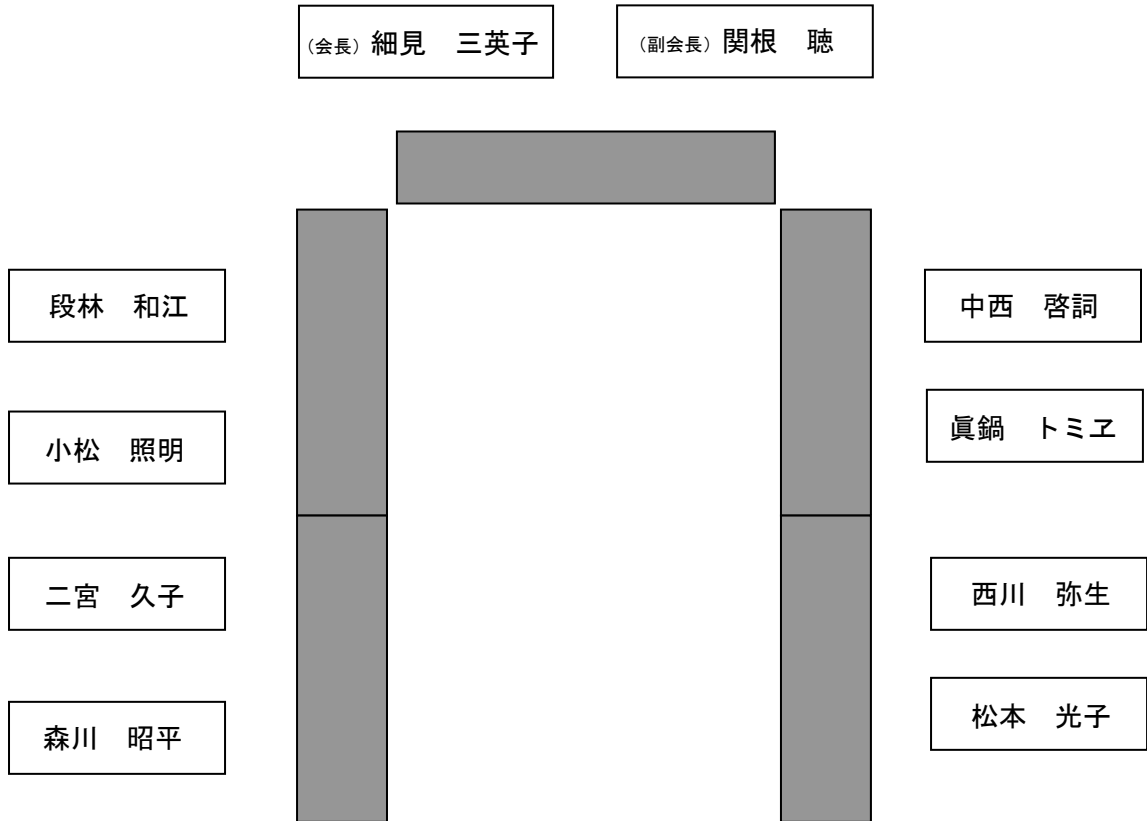 （会長）細見　三英子
（副会長）関根　聴
段林　和江
中西　啓詞
小松　照明
眞鍋　トミヱ
二宮　久子
西川　弥生
森川　昭平
松本　光子